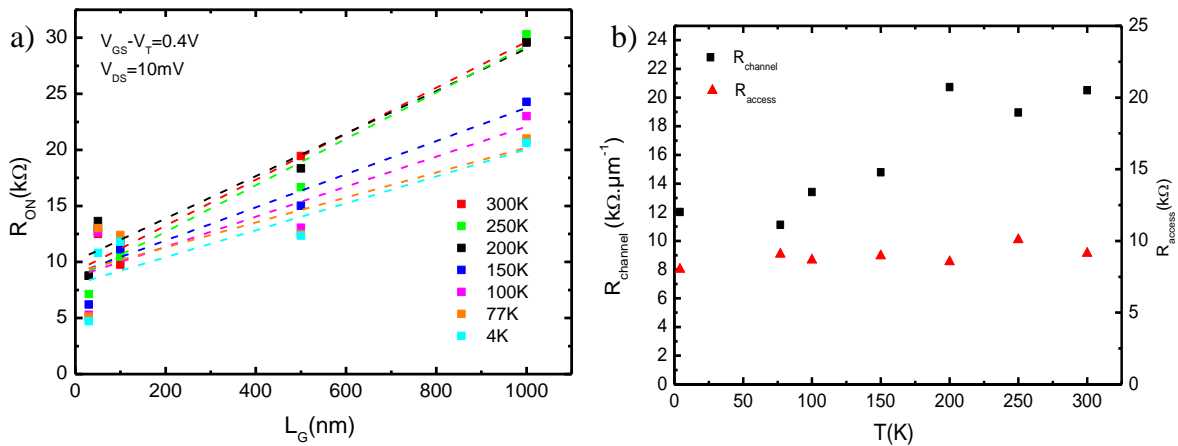 a)
V_GS-V_T=0.4V
V_DS=10mV
R_ON(kΩ)
30
25
20
15
10
5
0
300K
250K
200K
150K
100K
77K
4K
0 200 400 600 800 1000
L_G(nm)
b)
R_channel
R_access
R_channel (kΩ.µm⁻¹)
24
22
20
18
16
14
12
10
8
6
4
2
0
R_access(kΩ)
25
20
15
10
5
0
0 50 100 150 200 250 300
T(K)